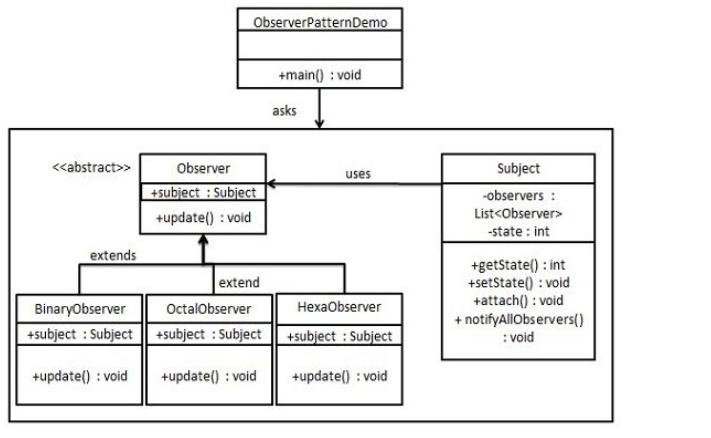 ObserverPatternDemo
+main() : void
asks
<<abstract>>
Observer
+subject : Subject
+update() : void
uses
Subject
-observers :
List<Observer>
-state : int
+getState() : int
+setState() : void
+attach() : void
+ notifyAllObservers()
: void
extends
extend
BinaryObserver
+subject : Subject
+update() : void
OctalObserver
+subject : Subject
+update() : void
HexaObserver
+subject : Subject
+update() : void